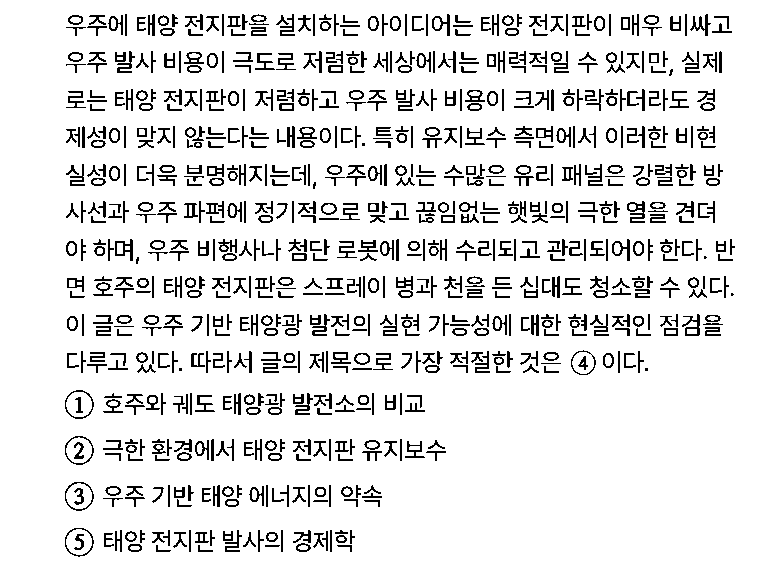 우주에 태양 전지판을 설치하는 아이디어는 태양 전지판이 매우 비싸고
우주 발사 비용이 극도로 저렴한 세상에서는 매력적일 수 있지만, 실제
로는 태양 전지판이 저렴하고 우주 발사 비용이 크게 하락하더라도 경
제성이 맞지 않는다는 내용이다. 특히 유지보수 측면에서 이러한 비현
실성이 더욱 분명해지는데, 우주에 있는 수많은 유리 패널은 강렬한 방
사선과 우주 파편에 정기적으로 맞고 끊임없는 햇빛의 극한 열을 견뎌
야 하며, 우주 비행사나 첨단 로봇에 의해 수리되고 관리되어야 한다. 반
면 호주의 태양 전지판은 스프레이 병과 천을 든 십대도 청소할 수 있다.
이 글은 우주 기반 태양광 발전의 실현 가능성에 대한 현실적인 점검을
다루고 있다. 따라서 글의 제목으로 가장 적절한 것은 ④ 이다.
① 호주와 궤도 태양광 발전소의 비교
② 극한 환경에서 태양 전지판 유지보수
③ 우주 기반 태양 에너지의 약속
⑤ 태양 전지판 발사의 경제학